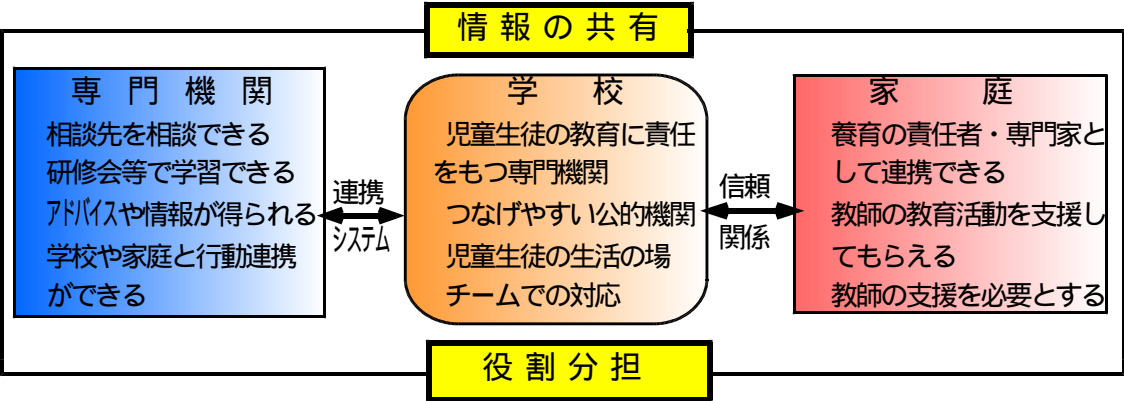 情報の共有
専門機関
相談先を相談できる
研修会等で学習できる
ｱﾄﾞﾊﾞｲｽや情報が得られる
学校や家庭と行動連携
ができる
連携
ｼｽﾃﾑ
学校
児童生徒の教育に責任
をもつ専門機関
つなげやすい公的機関
児童生徒の生活の場
チームでの対応
信頼
関係
家庭
養育の責任者・専門家と
して連携できる
教師の教育活動を支援し
てもらえる
教師の支援を必要とする
役割分担